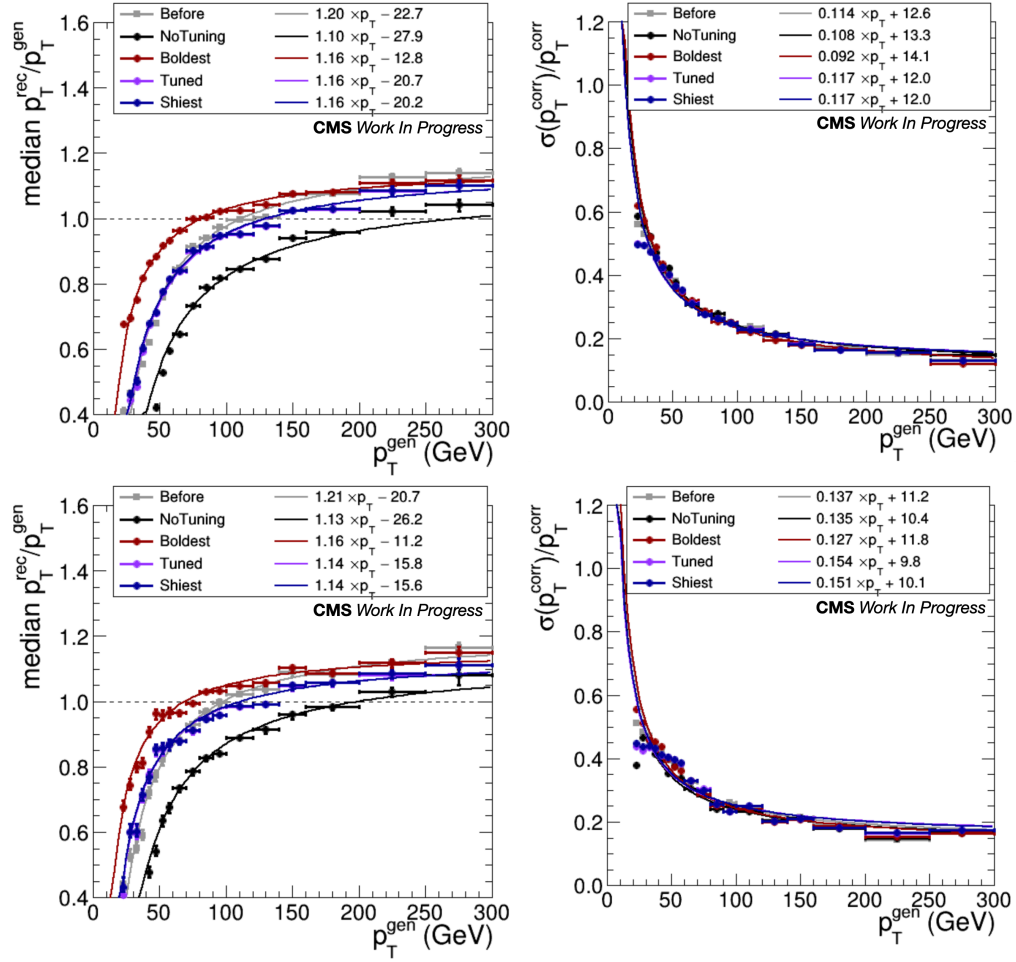 Before 1.20 ×p_T − 22.7
NoTuning 1.10 ×p_T − 27.9
Boldest 1.16 ×p_T − 12.8
Tuned 1.16 ×p_T − 20.7
Shiest 1.16 ×p_T − 20.2
CMS Work In Progress
median p_T^rec/p_T^gen
1.6
1.4
1.2
1.0
0.8
0.6
0.4
0 50 100 150 200 250 300
p_T^gen (GeV)
Before 0.114 ×p_T + 12.6
NoTuning 0.108 ×p_T + 13.3
Boldest 0.092 ×p_T + 14.1
Tuned 0.117 ×p_T + 12.0
Shiest 0.117 ×p_T + 12.0
CMS Work In Progress
σ(p_T^corr)/p_T^corr
1.2
1.0
0.8
0.6
0.4
0.2
0.0
0 50 100 150 200 250 300
p_T^gen (GeV)
Before 1.21 ×p_T − 20.7
NoTuning 1.13 ×p_T − 26.2
Boldest 1.16 ×p_T − 11.2
Tuned 1.14 ×p_T − 15.8
Shiest 1.14 ×p_T − 15.6
CMS Work In Progress
median p_T^rec/p_T^gen
1.6
1.4
1.2
1.0
0.8
0.6
0.4
0 50 100 150 200 250 300
p_T^gen (GeV)
Before 0.137 ×p_T + 11.2
NoTuning 0.135 ×p_T + 10.4
Boldest 0.127 ×p_T + 11.8
Tuned 0.154 ×p_T + 9.8
Shiest 0.151 ×p_T + 10.1
CMS Work In Progress
σ(p_T^corr)/p_T^corr
1.2
1.0
0.8
0.6
0.4
0.2
0.0
0 50 100 150 200 250 300
p_T^gen (GeV)